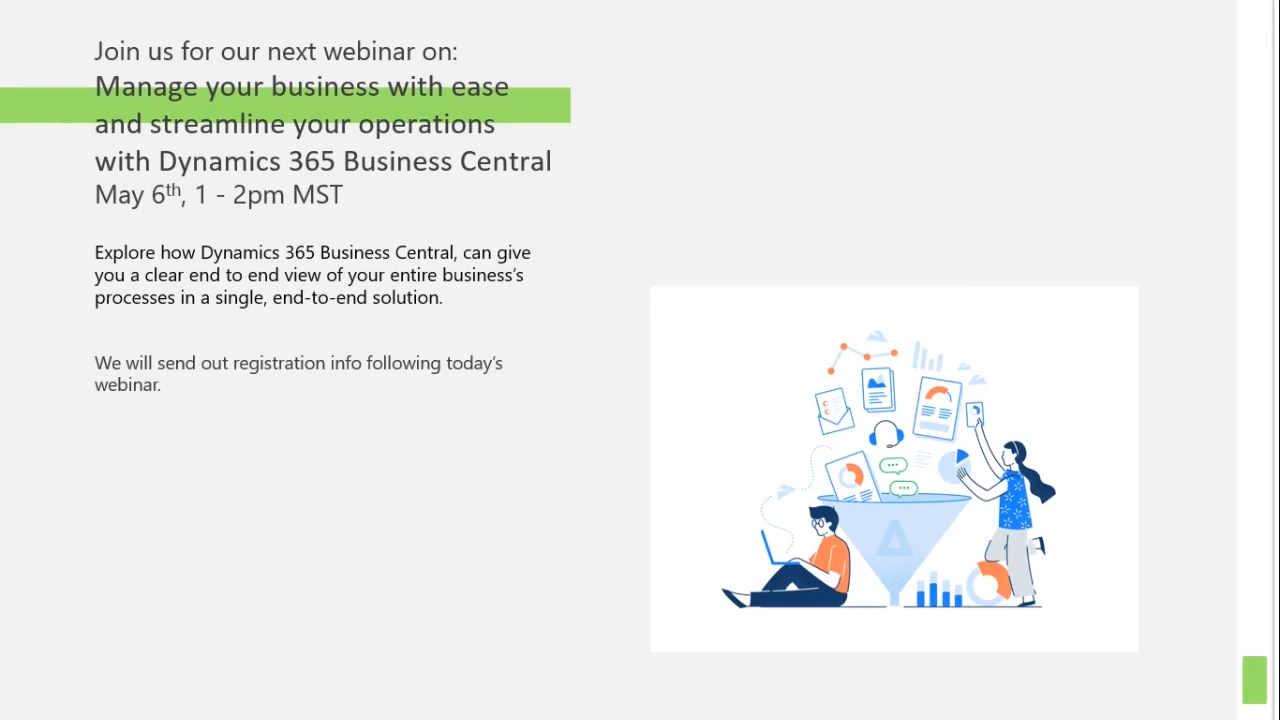 Join us for our next webinar on:
Manage your business with ease
and streamline your operations
with Dynamics 365 Business Central
May 6th, 1 - 2pm MST
Explore how Dynamics 365 Business Central, can give
you a clear end to end view of your entire business's
processes in a single, end-to-end solution.
We will send out registration info following today's
webinar.